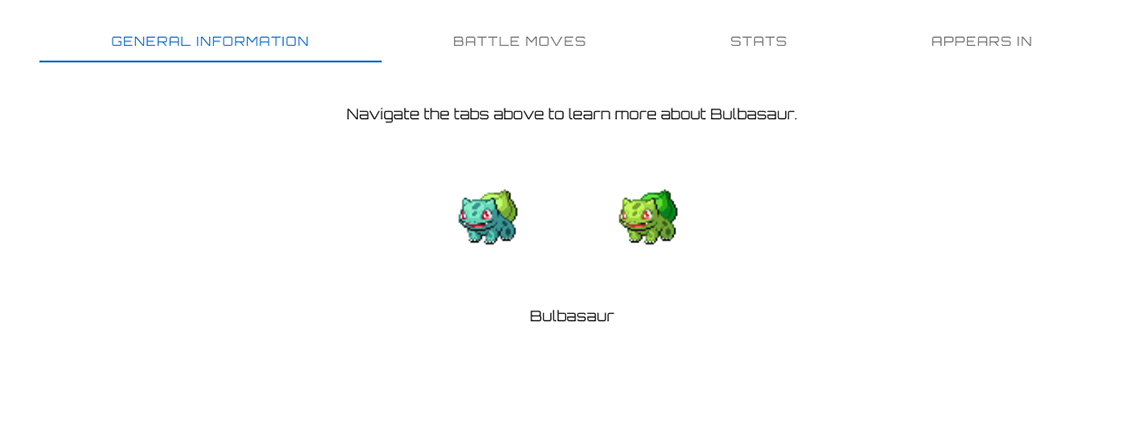 GENERAL INFORMATION BATTLE MOVES STATS APPEARS IN
Navigate the tabs above to learn more about Bulbasaur.
Bulbasaur